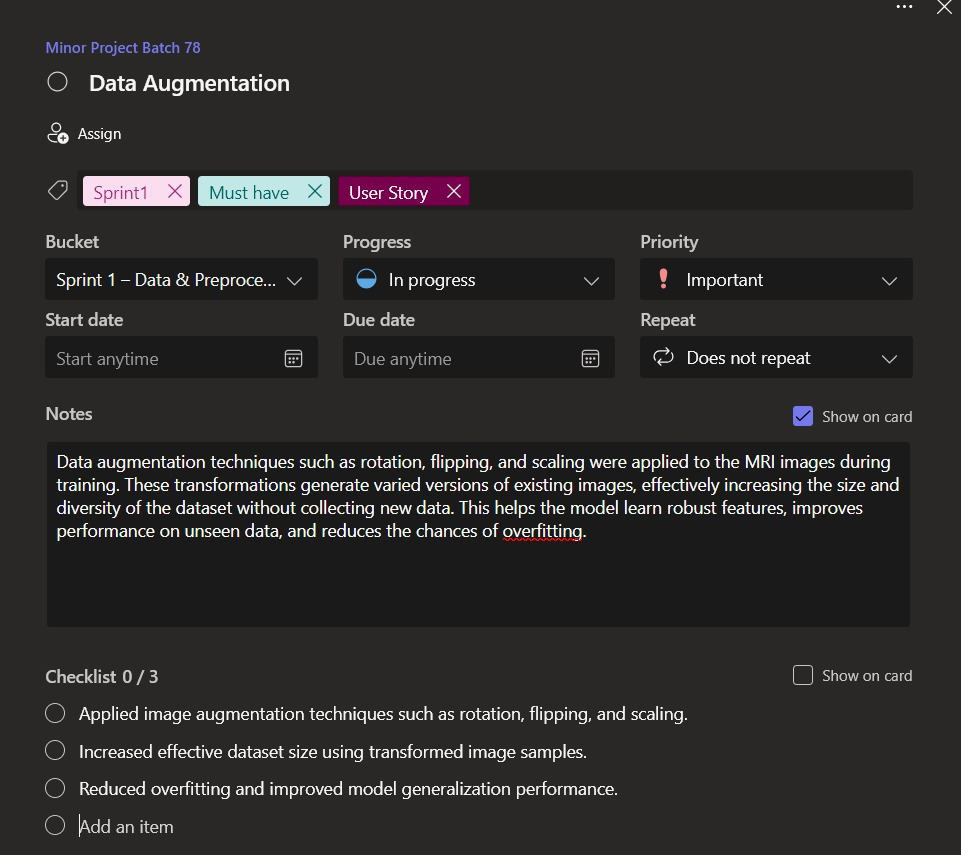 Minor Project Batch 78
Data Augmentation
Assign
Sprint1 Must have User Story
Bucket Progress Priority
Sprint 1 – Data & Preproce... In progress Important
Start date Due date Repeat
Start anytime Due anytime Does not repeat
Notes Show on card
Data augmentation techniques such as rotation, flipping, and scaling were applied to the MRI images during
training. These transformations generate varied versions of existing images, effectively increasing the size and
diversity of the dataset without collecting new data. This helps the model learn robust features, improves
performance on unseen data, and reduces the chances of overfitting.
Checklist 0 / 3 Show on card
Applied image augmentation techniques such as rotation, flipping, and scaling.
Increased effective dataset size using transformed image samples.
Reduced overfitting and improved model generalization performance.
Add an item